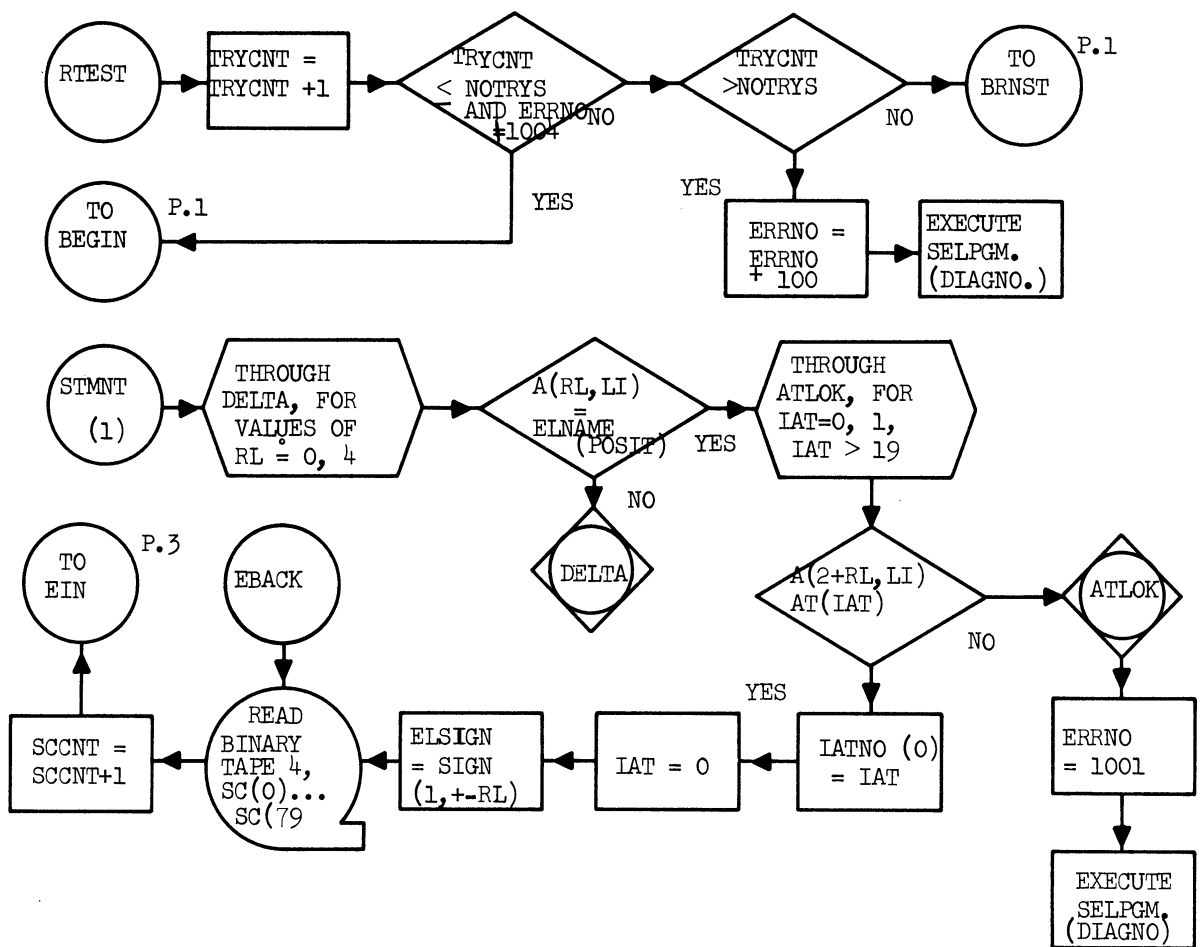 RTEST
TRYCNT =
TRYCNT +1
TRYCNT
≤ NOTRYS
AND ERRNO
≠1004
NO
YES
TRYCNT
>NOTRYS
NO
YES
TO
BRNST
P.1
TO
BEGIN
P.1
ERRNO =
ERRNO
+ 100
EXECUTE
SELPGM.
(DIAGNO.)
STMNT
(1)
THROUGH
DELTA, FOR
VALUES OF
RL = 0, 4
A(RL,LI)
=
ELNAME
(POSIT)
YES
NO
DELTA
THROUGH
ATLOK, FOR
IAT=0, 1,
IAT > 19
A(2+RL,LI)
AT(IAT)
NO
YES
ATLOK
ERRNO
= 1001
EXECUTE
SELPGM.
(DIAGNO)
IATNO (0)
= IAT
IAT = 0
ELSIGN
= SIGN
(1,+-RL)
EBACK
READ
BINARY
TAPE 4,
SC(0)...
SC(79
SCCNT =
SCCNT+1
TO
EIN
P.3